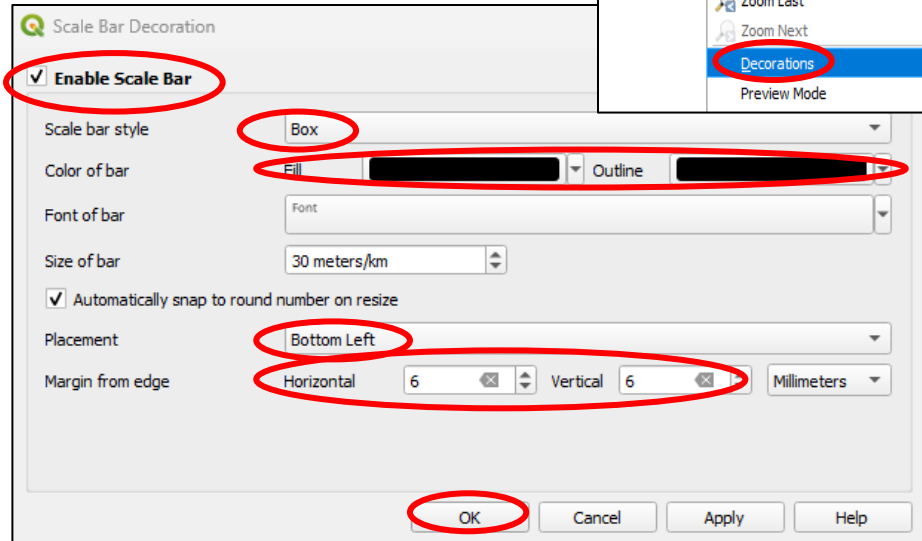 Zoom Last
Zoom Next
Decorations
Preview Mode
Scale Bar Decoration
Enable Scale Bar
Scale bar style Box
Color of bar Fill Outline
Font of bar Font
Size of bar 30 meters/km
Automatically snap to round number on resize
Placement Bottom Left
Margin from edge Horizontal 6 Vertical 6 Millimeters
OK Cancel Apply Help